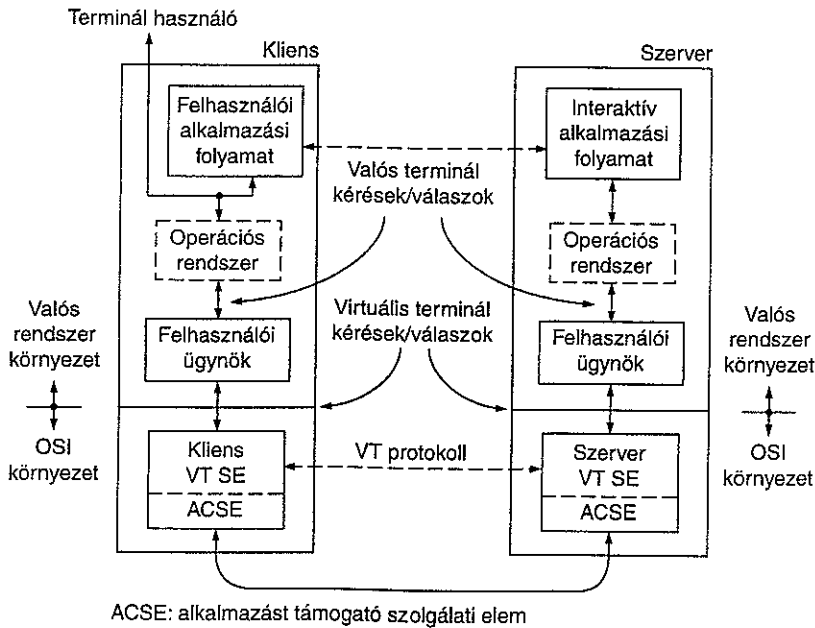 Terminál használó
Kliens
Szerver
Felhasználói
alkalmazási
folyamat
Interaktív
alkalmazási
folyamat
Valós terminál
kérések/válaszok
Operációs
rendszer
Operációs
rendszer
Valós
rendszer
környezet
Virtuális terminál
kérések/válaszok
Valós
rendszer
környezet
Felhasználói
ügynök
Felhasználói
ügynök
OSI
környezet
Kliens
VT SE
ACSE
VT protokoll
Szerver
VT SE
ACSE
OSI
környezet
ACSE: alkalmazást támogató szolgálati elem